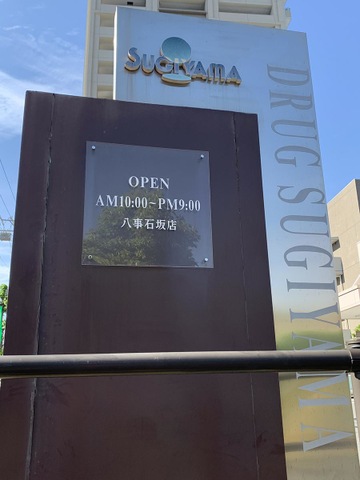 SUGIYAMA
DRUG SUGIYAMA
OPEN
AM10:00~PM9:00
八事石坂店